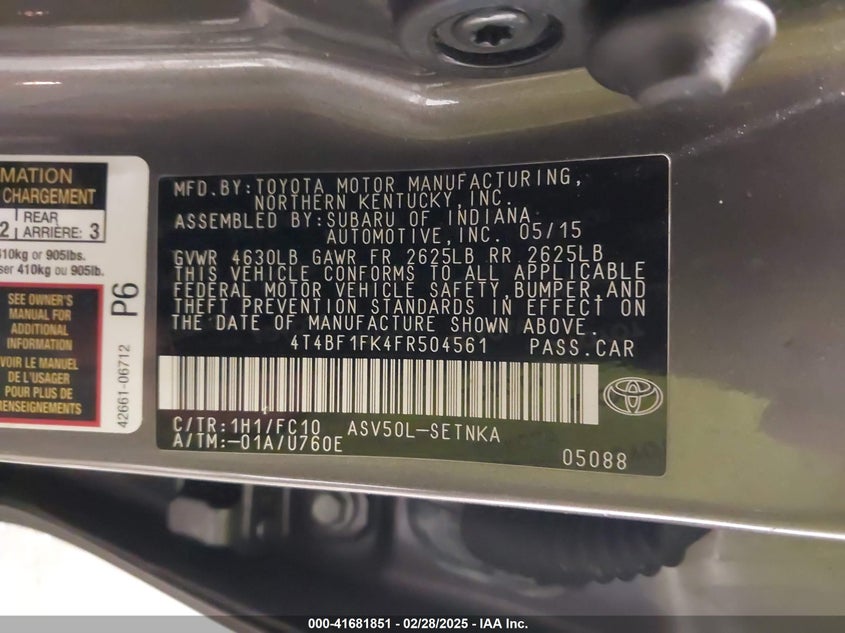 MATION
CHARGEMENT
2 | REAR
ARRIÈRE: 3
410kg or 905lbs.
ser 410kg ou 905lb.
SEE OWNER'S
MANUAL FOR
ADDITIONAL
INFORMATION
VOIR LE MANUEL
DE L'USAGER
POUR PLUS DE
RENSEIGNEMENTS
P6
42661-06712
MFD.BY:TOYOTA MOTOR MANUFACTURING,
NORTHERN KENTUCKY,INC.
ASSEMBLED BY:SUBARU OF INDIANA
AUTOMOTIVE,INC. 05/15
GVWR 4630LB GAWR FR 2625LB RR 2625LB
THIS VEHICLE CONFORMS TO ALL APPLICABLE
FEDERAL MOTOR VEHICLE SAFETY,BUMPER,AND
THEFT PREVENTION STANDARDS IN EFFECT ON
THE DATE OF MANUFACTURE SHOWN ABOVE.
4T4BF1FK4FR504561 PASS.CAR
C/TR:1H1/FC10 ASV50L-SETNKA
A/TM:-01A/U760E
05088
000-41681851 / 02/28/2025 - IAA Inc.